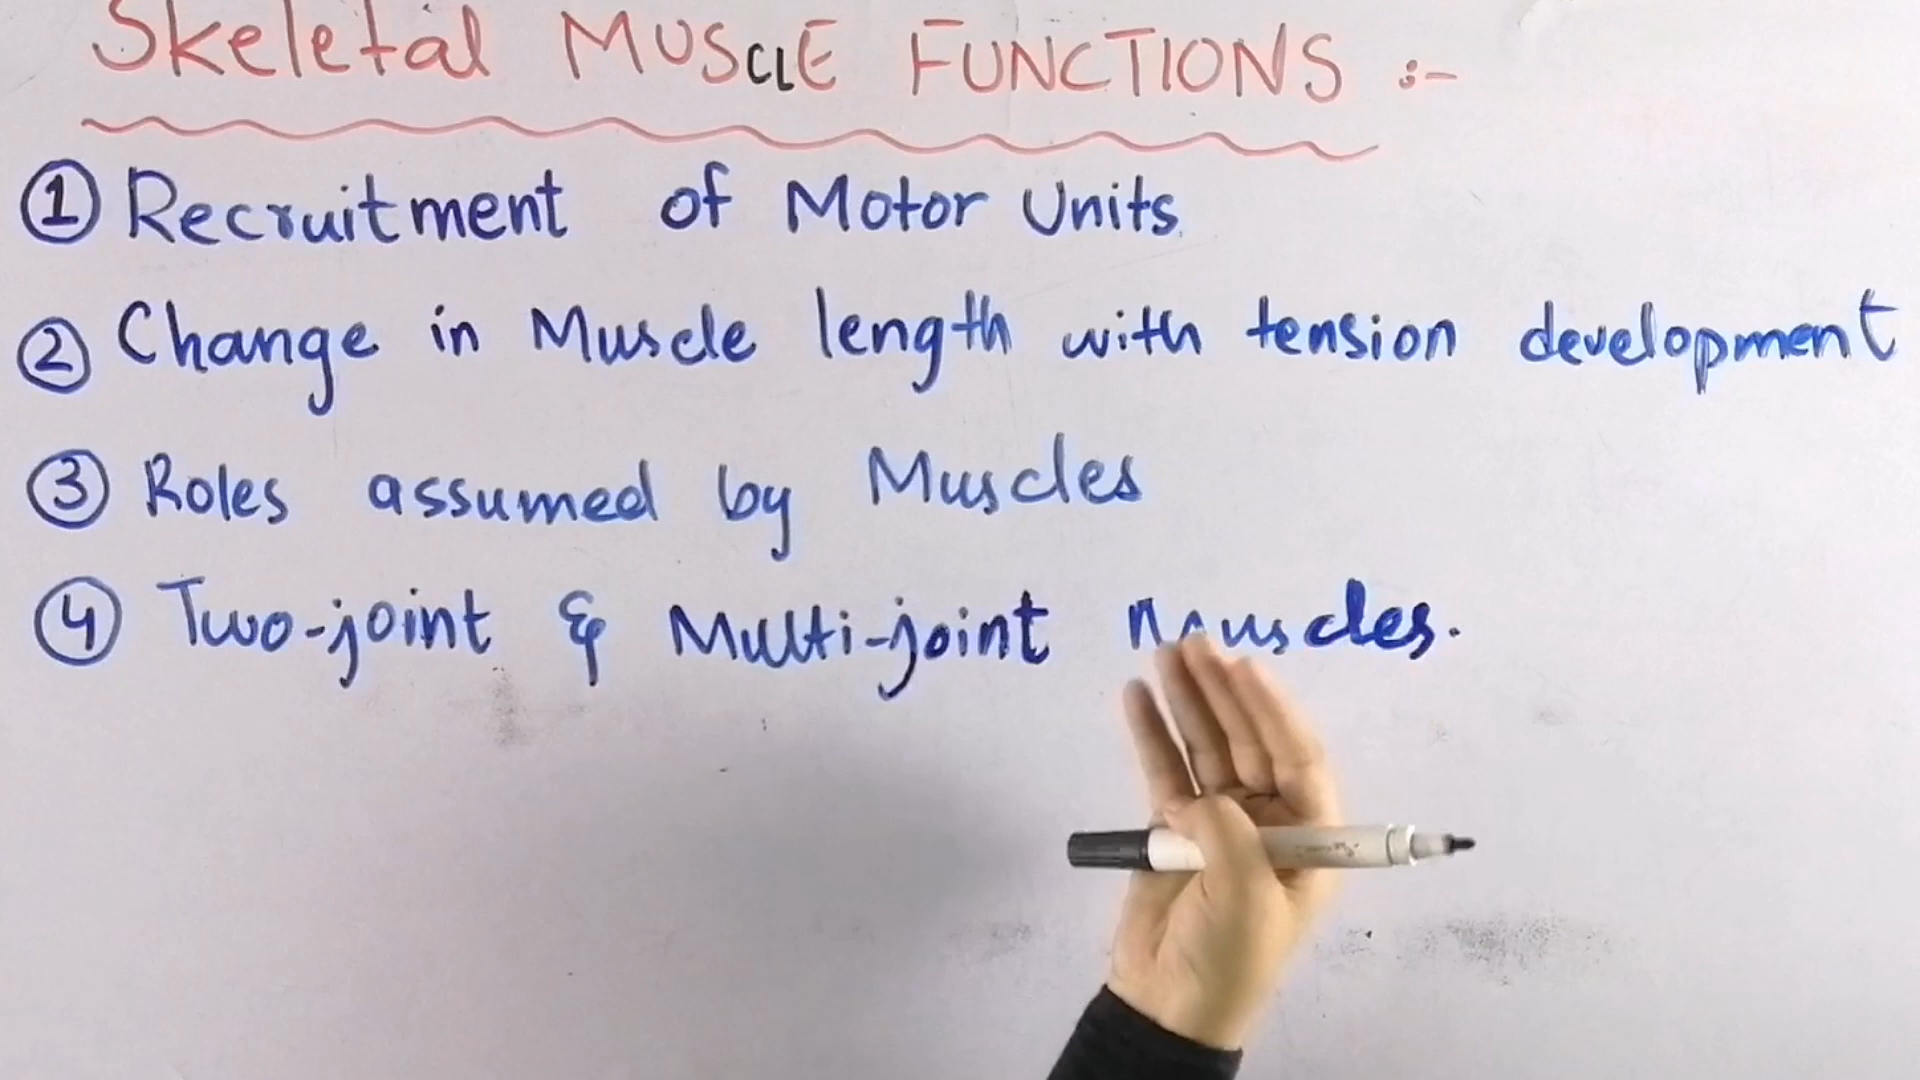 Skeletal MUSCLE FUNCTIONS :-
① Recruitment of Motor Units
② Change in Muscle length with tension development
③ Roles assumed by Muscles
④ Two-joint & Multi-joint Muscles.